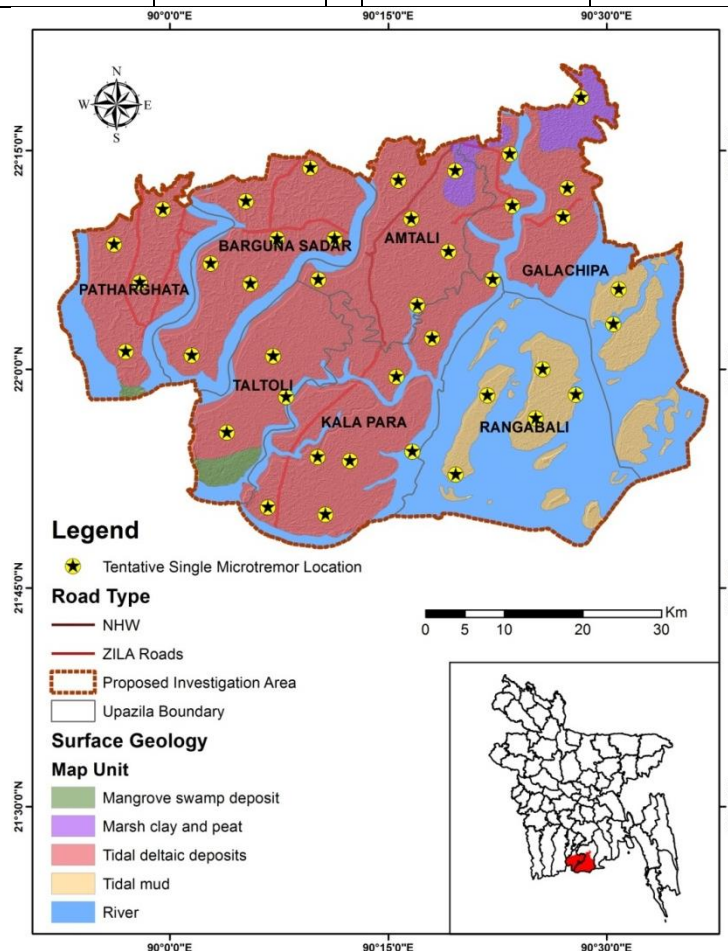 90°0'0"E 90°15'0"E 90°30'0"E
N
W E
S
22°15'0"N
BARGUNA SADAR
AMTALI
GALACHIPA
PATHARGHATA
22°0'0"N
TALTOLI
KALA PARA
RANGABALI
Legend
Tentative Single Microtremor Location
21°45'0"N
Road Type
NHW
ZILA Roads
Proposed Investigation Area
Upazila Boundary
Km
0 5 10 20 30
Surface Geology
Map Unit
21°30'0"N
Mangrove swamp deposit
Marsh clay and peat
Tidal deltaic deposits
Tidal mud
River
90°0'0"E 90°15'0"E 90°30'0"E